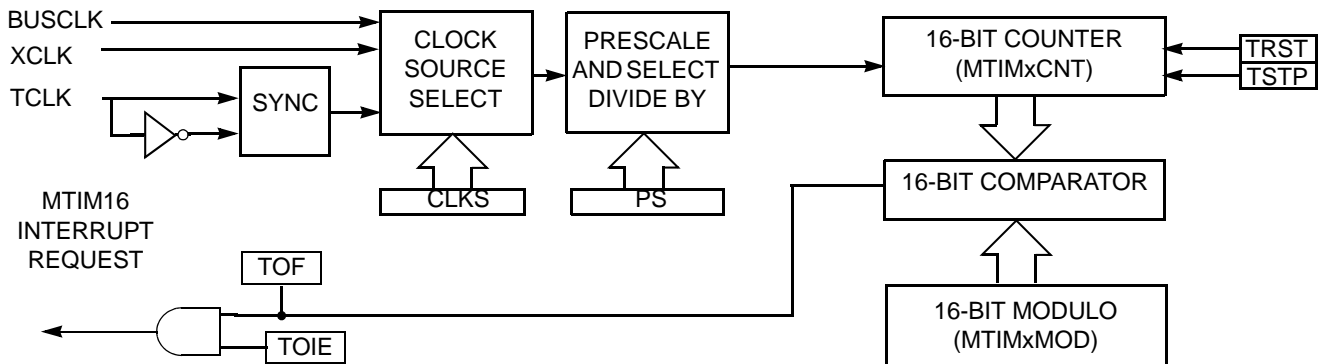 BUSCLK
XCLK
TCLK
SYNC
CLOCK
SOURCE
SELECT
PRESCALE
AND SELECT
DIVIDE BY
16-BIT COUNTER
(MTIMxCNT)
TRST
TSTP
CLKS
PS
16-BIT COMPARATOR
MTIM16
INTERRUPT
REQUEST
TOF
TOIE
16-BIT MODULO
(MTIMxMOD)